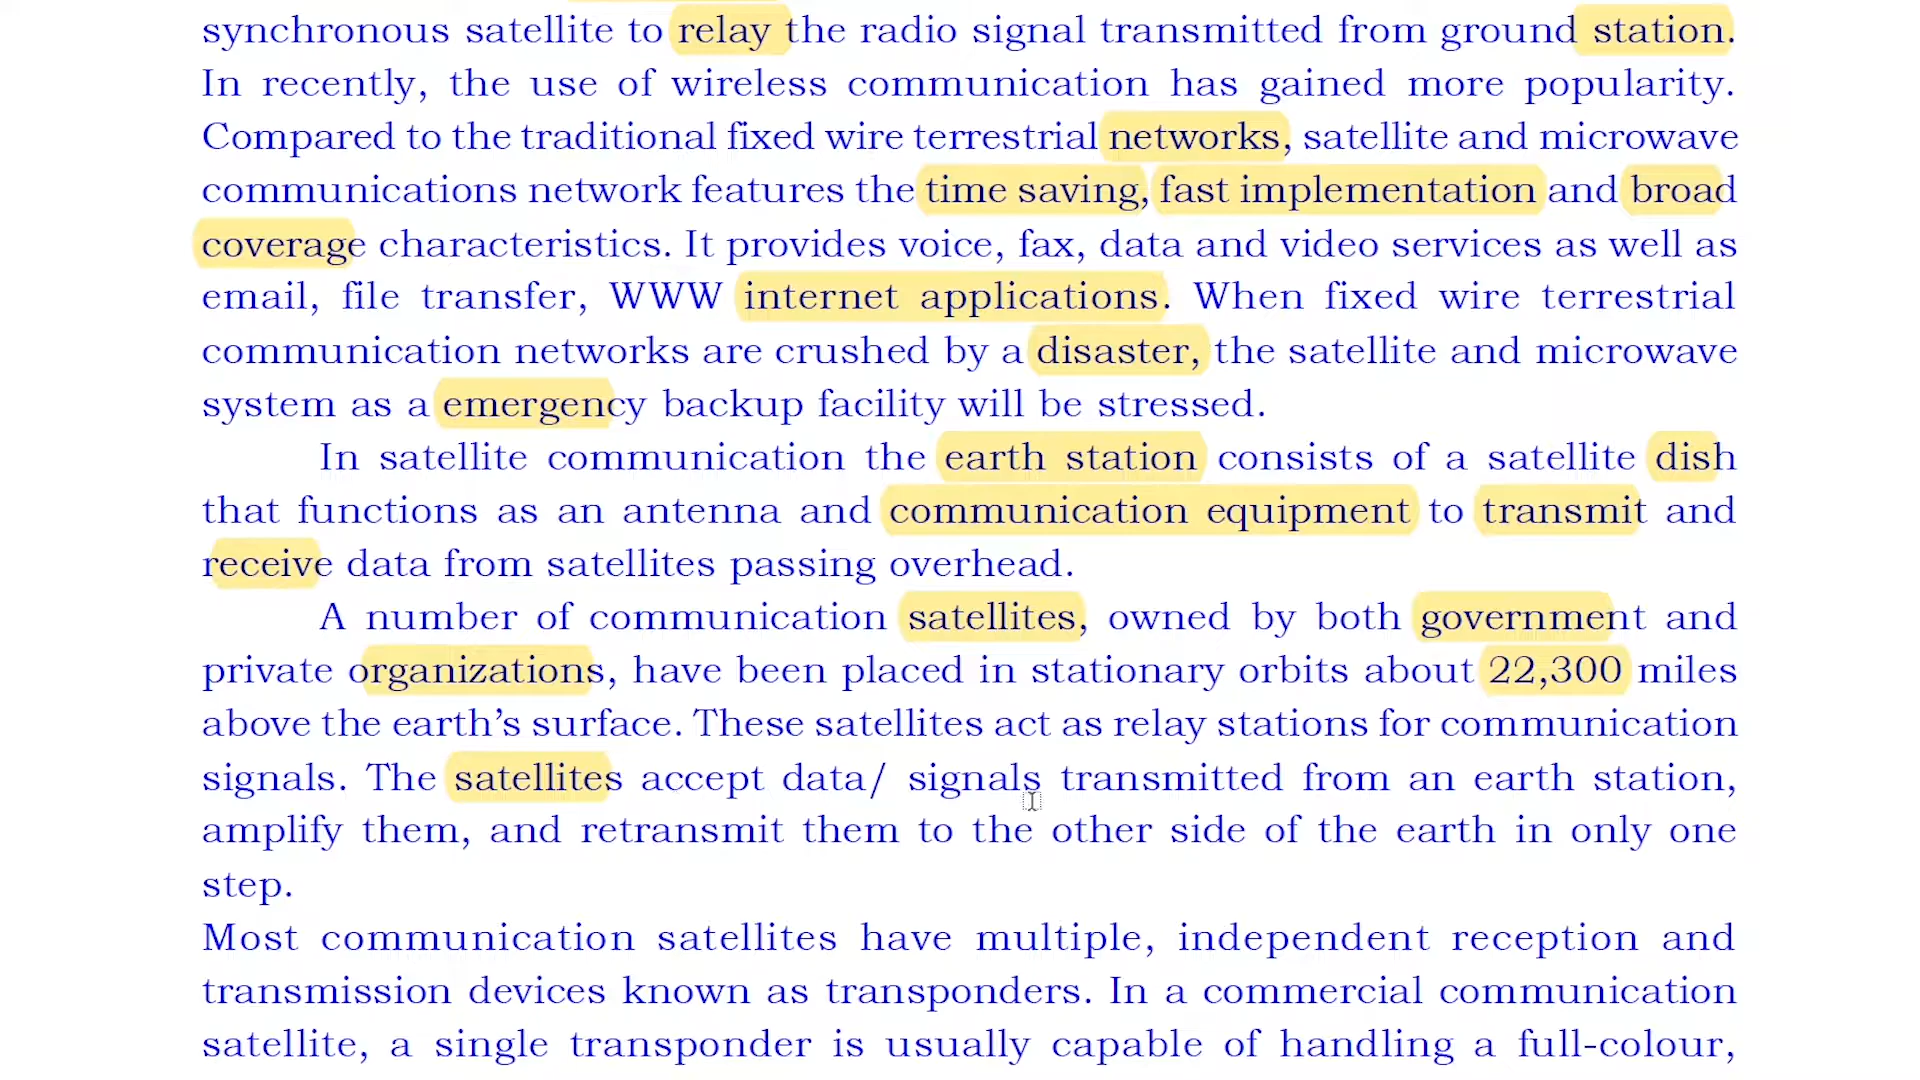 synchronous satellite to relay the radio signal transmitted from ground station.
In recently, the use of wireless communication has gained more popularity.
Compared to the traditional fixed wire terrestrial networks, satellite and microwave
communications network features the time saving, fast implementation and broad
coverage characteristics. It provides voice, fax, data and video services as well as
email, file transfer, WWW internet applications. When fixed wire terrestrial
communication networks are crushed by a disaster, the satellite and microwave
system as a emergency backup facility will be stressed.
In satellite communication the earth station consists of a satellite dish
that functions as an antenna and communication equipment to transmit and
receive data from satellites passing overhead.
A number of communication satellites, owned by both government and
private organizations, have been placed in stationary orbits about 22,300 miles
above the earth’s surface. These satellites act as relay stations for communication
signals. The satellites accept data/ signals transmitted from an earth station,
amplify them, and retransmit them to the other side of the earth in only one
step.
Most communication satellites have multiple, independent reception and
transmission devices known as transponders. In a commercial communication
satellite, a single transponder is usually capable of handling a full-colour,